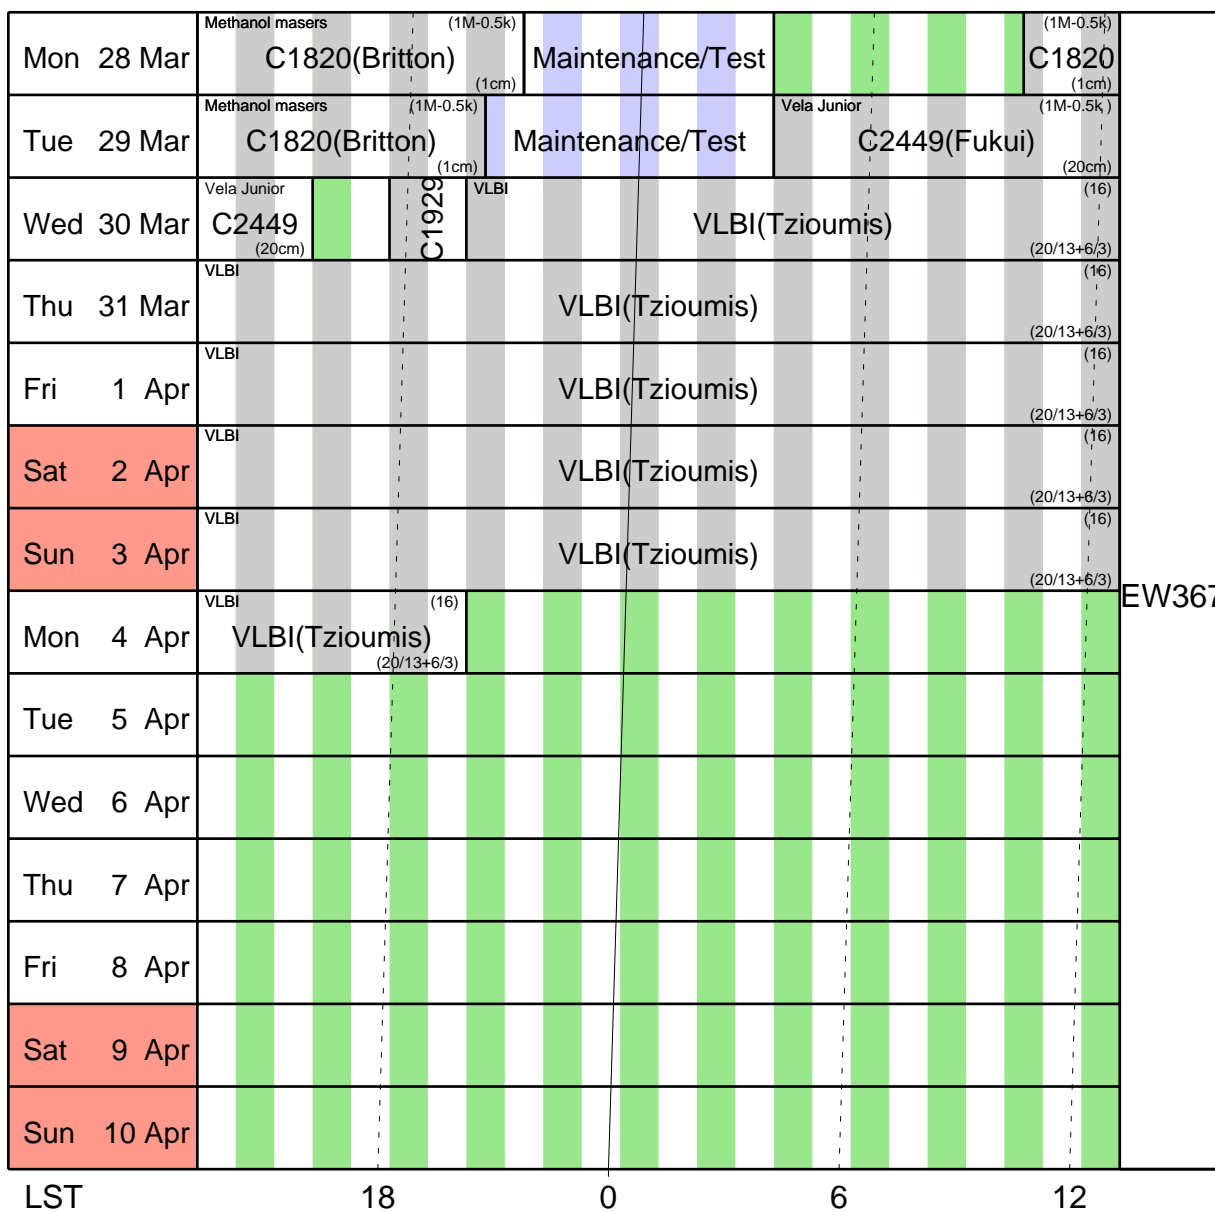 Mon 28 Mar
Methanol masers (1M-0.5k)
C1820(Britton)
(1cm)
Maintenance/Test
(1M-0.5k)
C1820
(1cm)
Tue 29 Mar
Methanol masers (1M-0.5k)
C1820(Britton)
(1cm)
Maintenance/Test
Vela Junior (1M-0.5k)
C2449(Fukui)
(20cm)
Wed 30 Mar
Vela Junior
C2449
(20cm)
C1929
VLBI (16)
VLBI(Tzioumis)
(20/13+6/3)
Thu 31 Mar
VLBI (16)
VLBI(Tzioumis)
(20/13+6/3)
Fri 1 Apr
VLBI (16)
VLBI(Tzioumis)
(20/13+6/3)
Sat 2 Apr
VLBI (16)
VLBI(Tzioumis)
(20/13+6/3)
Sun 3 Apr
VLBI (16)
VLBI(Tzioumis)
(20/13+6/3)
EW367
Mon 4 Apr
VLBI (16)
VLBI(Tzioumis)
(20/13+6/3)
Tue 5 Apr
Wed 6 Apr
Thu 7 Apr
Fri 8 Apr
Sat 9 Apr
Sun 10 Apr
LST 18 0 6 12